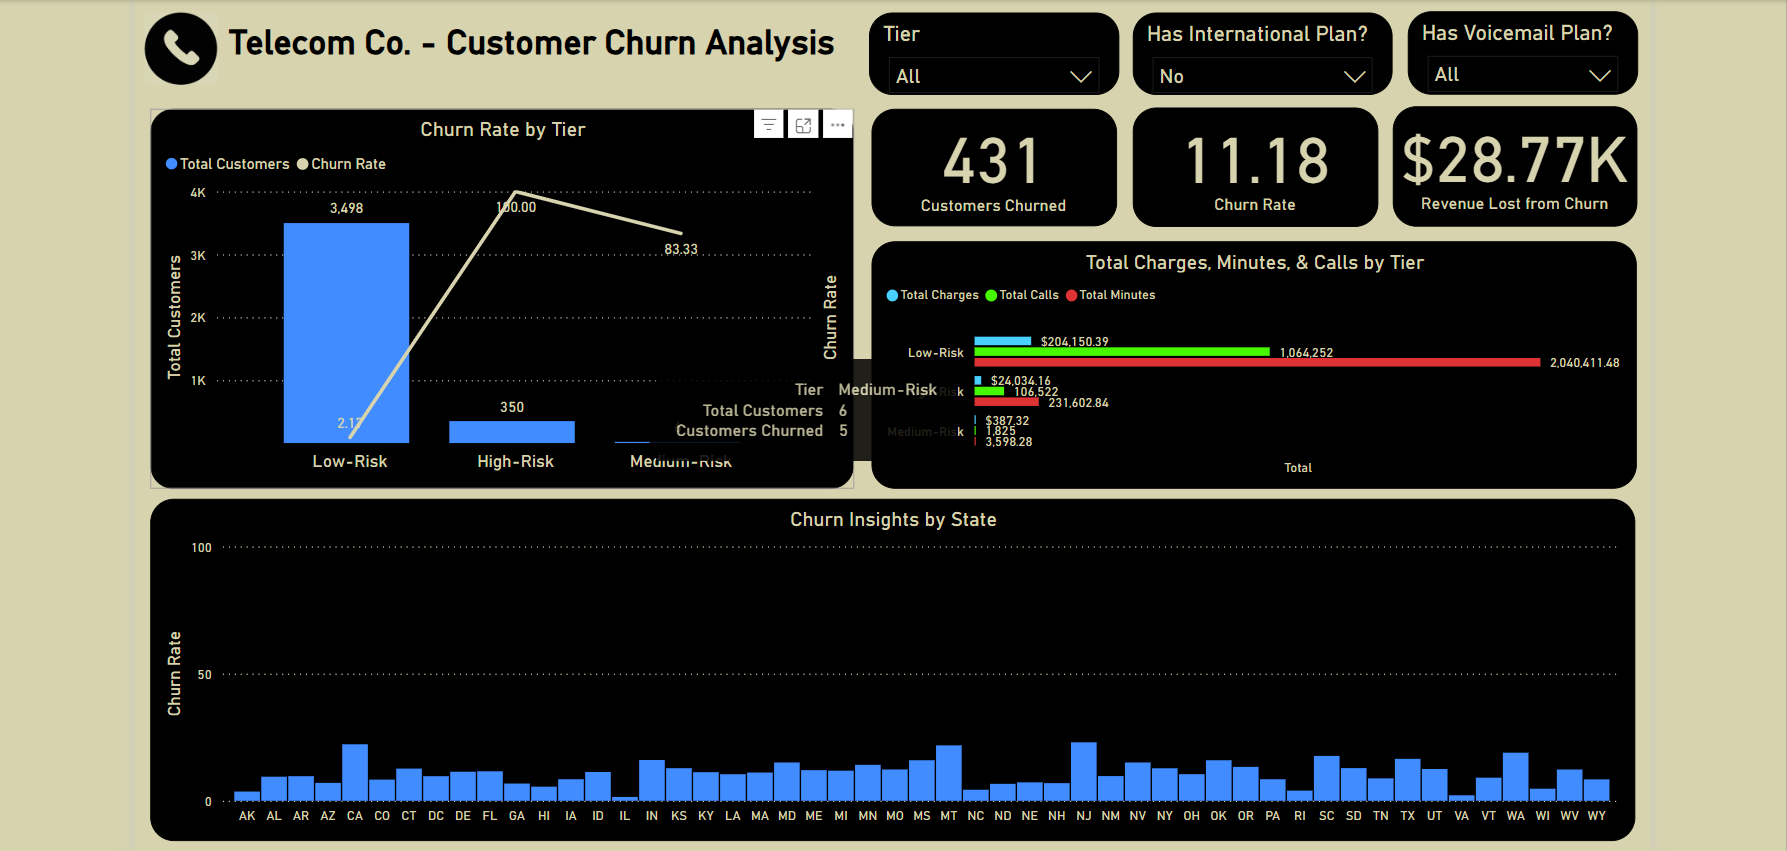 Telecom Co. - Customer Churn Analysis
Tier
All
Has International Plan?
No
Has Voicemail Plan?
All
Churn Rate by Tier
Total Customers
Churn Rate
4K
3K
2K
1K
Total Customers
Churn Rate
3,498
100.00
83.33
350
Low-Risk
High-Risk
Medium-Risk
Tier Medium-Risk
Total Customers 6
Customers Churned 5
431
Customers Churned
11.18
Churn Rate
$28.77K
Revenue Lost from Churn
Total Charges, Minutes, & Calls by Tier
Total Charges
Total Calls
Total Minutes
Low-Risk
$204,150.39
1,064,252
2,040,411.48
$24,034.16
106,522
231,602.84
Medium-Risk
$387.32
1,825
3,598.28
Total
Churn Insights by State
100
50
0
Churn Rate
AK AL AR AZ CA CO CT DC DE FL GA HI IA ID IL IN KS KY LA MA MD ME MI MN MO MS MT NC ND NE NH NJ NM NV NY OH OK OR PA RI SC SD TN TX UT VA VT WA WI WV WY